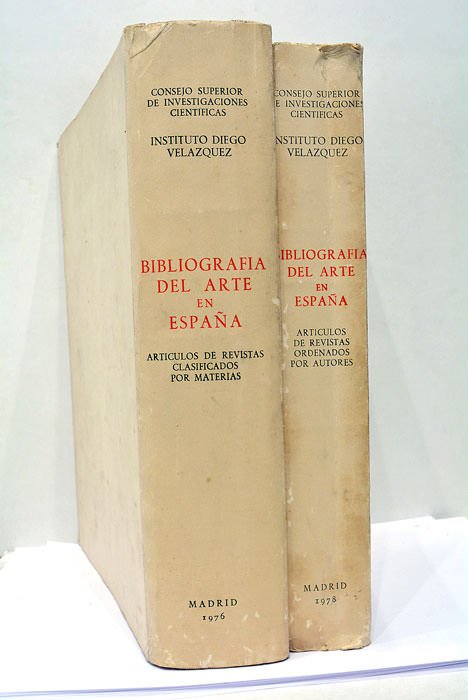 CONSEJO SUPERIOR
DE INVESTIGACIONES
CIENTIFICAS
INSTITUTO DIEGO
VELAZQUEZ
BIBLIOGRAFIA
DEL ARTE
EN
ESPAÑA
ARTICULOS DE REVISTAS
CLASIFICADOS
POR MATERIAS
MADRID
1976
CONSEJO SUPERIOR
DE INVESTIGACIONES
CIENTIFICAS
INSTITUTO DIEGO
VELAZQUEZ
BIBLIOGRAFIA
DEL ARTE
EN
ESPAÑA
ARTICULOS
DE REVISTAS
ORDENADOS
POR AUTORES
MADRID
1978